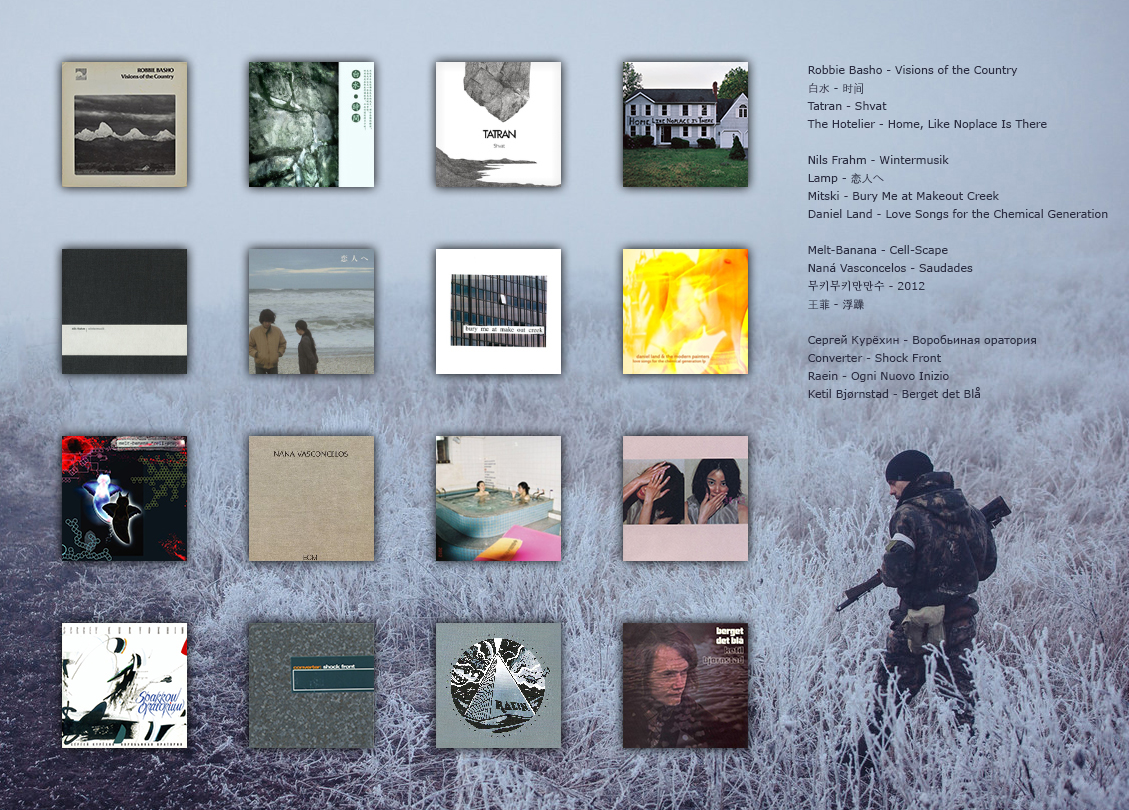 ROBBIE BASHO
Visions of the Country
白水 • 時間
TATRAN
Shvat
HOME, LIKE NOPLACE IS THERE
nils frahm | wintermusik
恋人へ
bury me at make out creek
daniel land & the modern painters
love songs for the chemical generation
melt-banana
NANA VASCONCELOS
ECM
Sparrow
Oratorium
СЕРГЕЙ КУРЁХИН ВОРОБЬИНАЯ ОРАТОРИЯ
converter: shock front
RAEIN
berget
det blå
ketil
bjørnstad
Robbie Basho - Visions of the Country
白水 - 时间
Tatran - Shvat
The Hotelier - Home, Like Noplace Is There
Nils Frahm - Wintermusik
Lamp - 恋人へ
Mitski - Bury Me at Makeout Creek
Daniel Land - Love Songs for the Chemical Generation
Melt-Banana - Cell-Scape
Naná Vasconcelos - Saudades
무키무키만만수 - 2012
王菲 - 浮躁
Сергей Курёхин - Воробьиная оратория
Converter - Shock Front
Raein - Ogni Nuovo Inizio
Ketil Bjørnstad - Berget det Blå